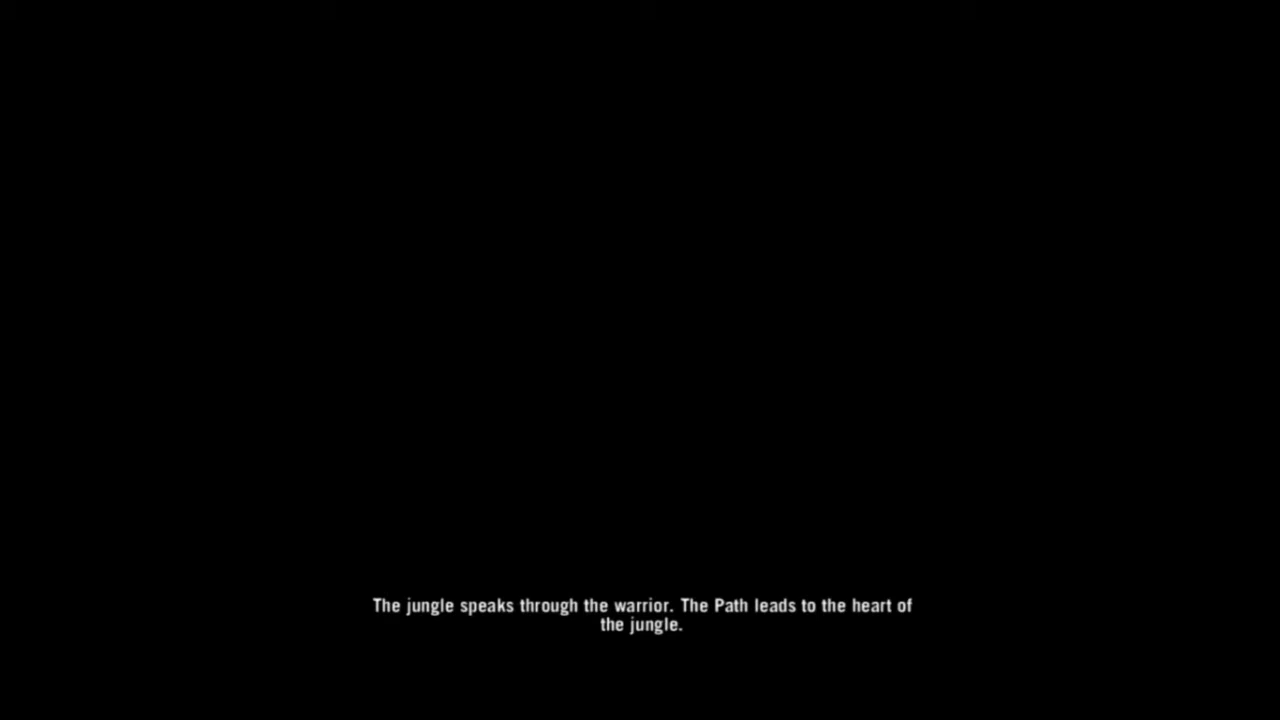 The jungle speaks through the warrior. The Path leads to the heart of
the jungle.